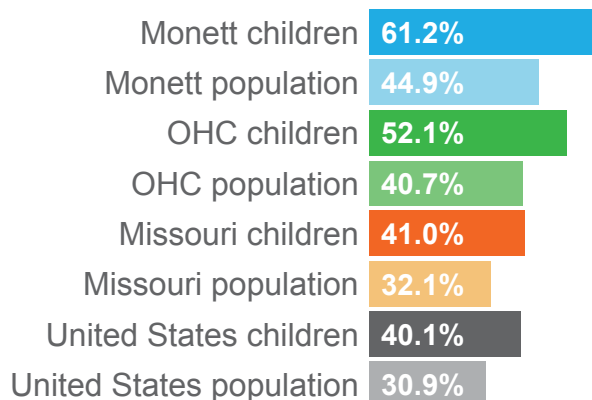 Monett children 61.2%
Monett population 44.9%
OHC children 52.1%
OHC population 40.7%
Missouri children 41.0%
Missouri population 32.1%
United States children 40.1%
United States population 30.9%